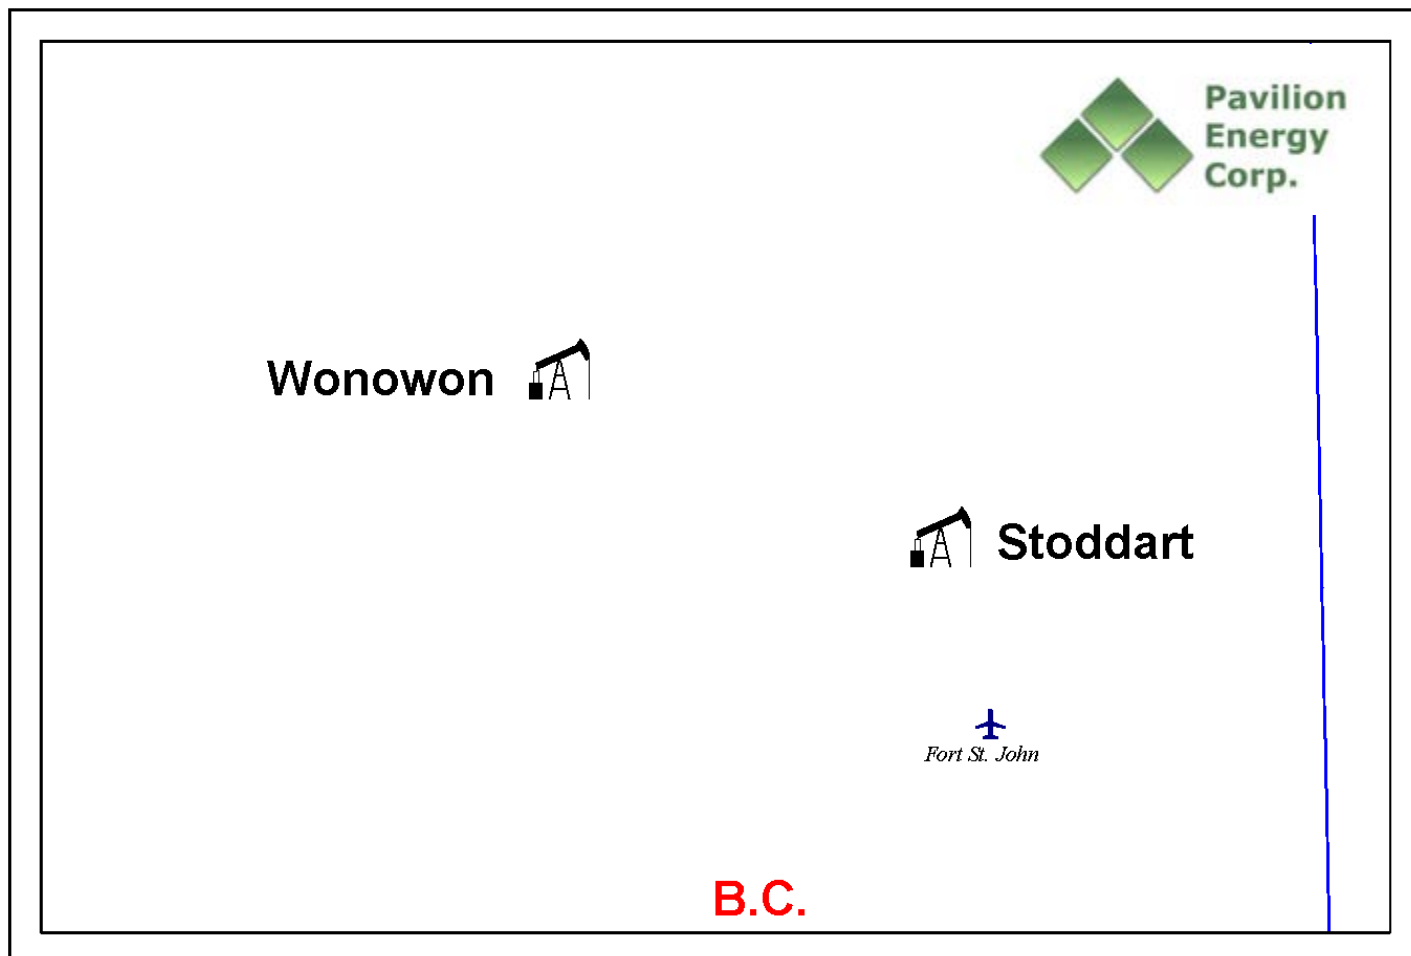 Pavilion
Energy
Corp.
Wonowon
Stoddart
Fort St. John
B.C.